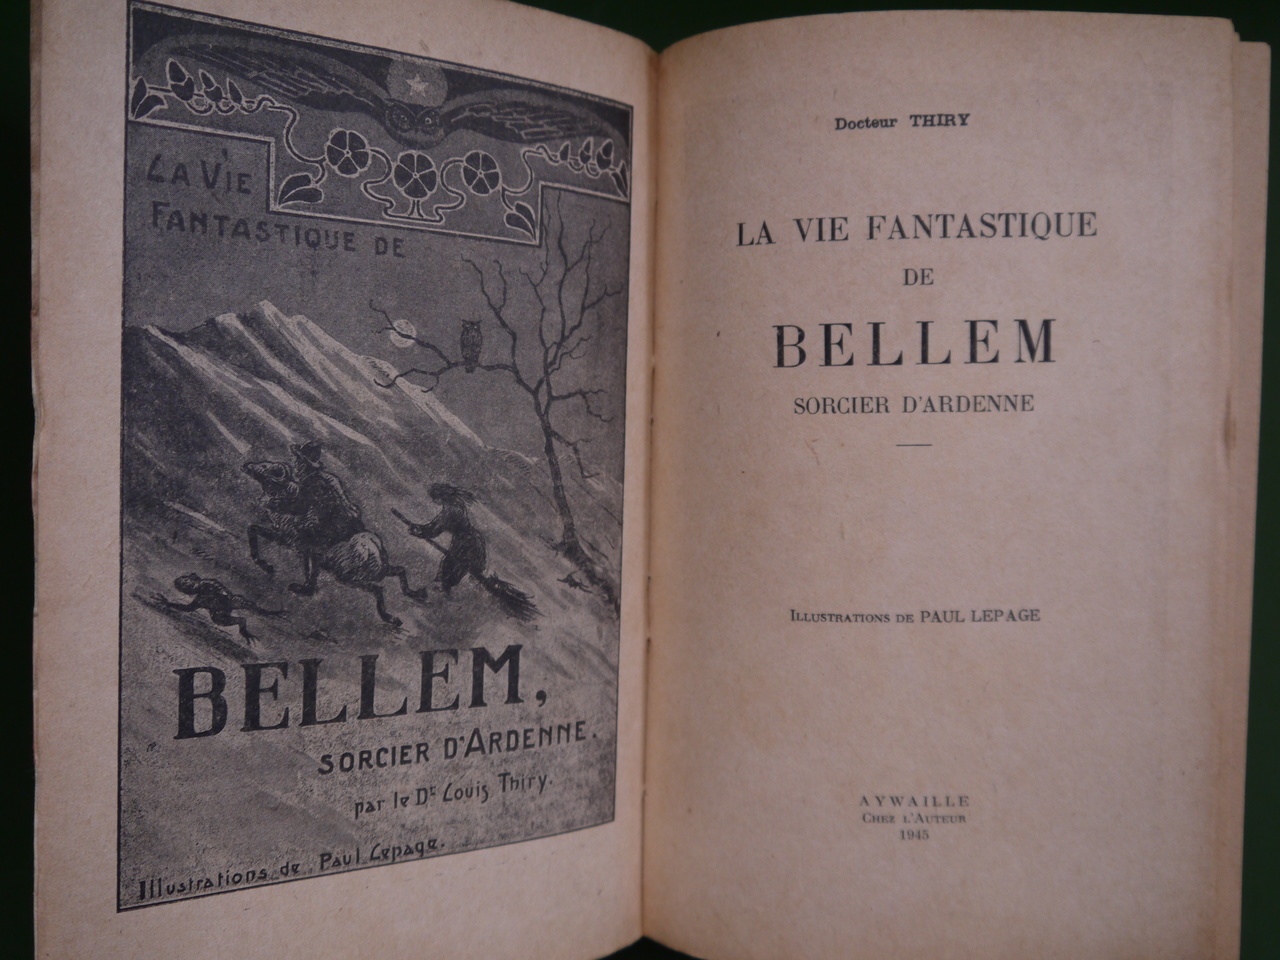 LA VIE
FANTASTIQUE DE
BELLEM,
SORCIER D'ARDENNE.
par le Dr Louis Thiry.
Illustrations de Paul Lepage.
Docteur THIRY
LA VIE FANTASTIQUE
DE
BELLEM
SORCIER D'ARDENNE
ILLUSTRATIONS DE PAUL LEPAGE
AYWAILLE
CHEZ L'AUTEUR
1945